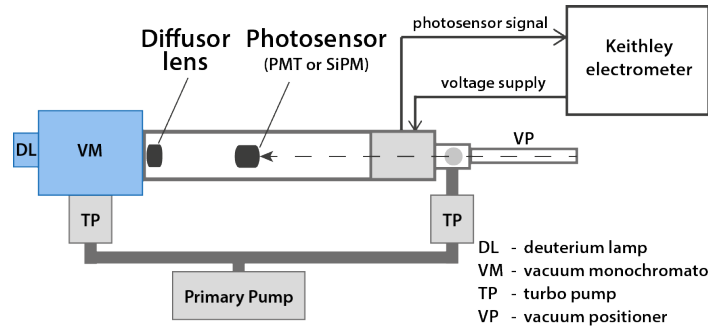 photosensor signal
Diffusor
lens
Photosensor
(PMT or SiPM)
Keithley
electrometer
voltage supply
DL
VM
VP
TP
TP
DL - deuterium lamp
VM - vacuum monochromato
TP - turbo pump
VP - vacuum positioner
Primary Pump